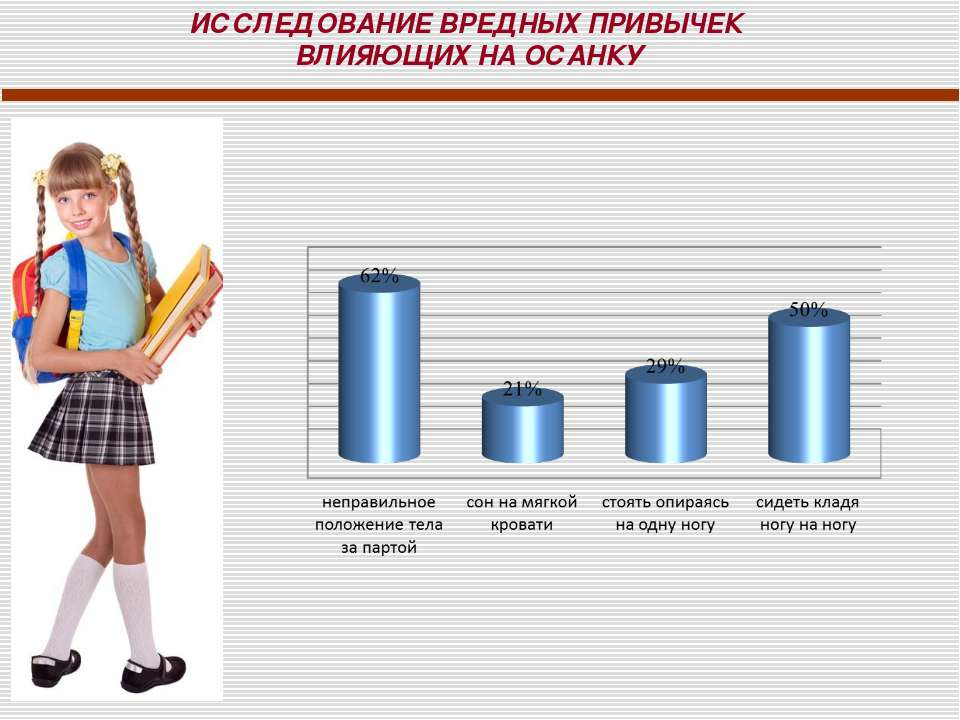 ИССЛЕДОВАНИЕ ВРЕДНЫХ ПРИВЫЧЕК
ВЛИЯЮЩИХ НА ОСАНКУ
62%
21%
29%
50%
неправильное
положение тела
за партой
сон на мягкой
кровати
стоять опираясь
на одну ногу
сидеть кладя
ногу на ногу